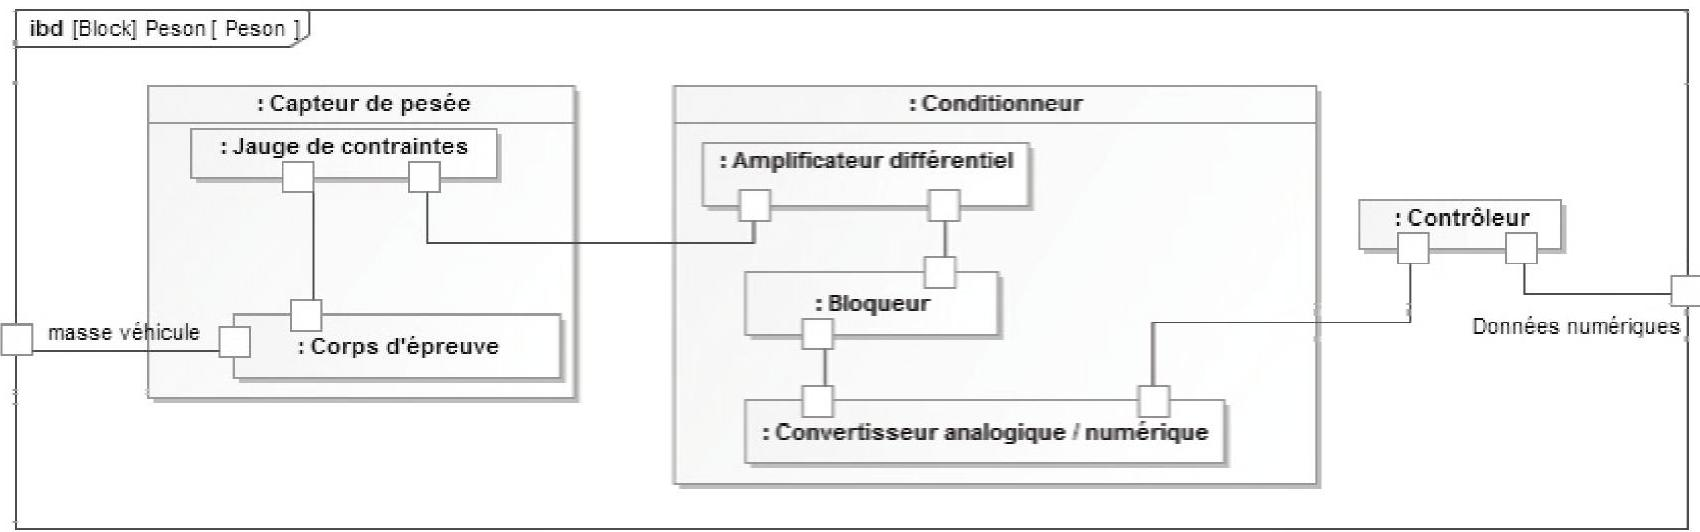 ibd [Block] Peson [ Peson ]
: Capteur de pesée
: Jauge de contraintes
masse véhicule
: Corps d'épreuve
: Conditionneur
: Amplificateur différentiel
: Bloqueur
: Convertisseur analogique / numérique
: Contrôleur
Données numériques